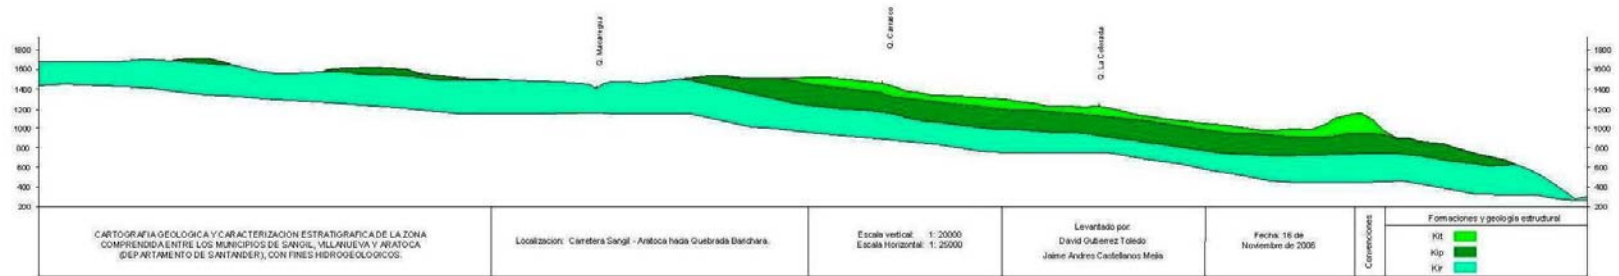 Q. Carrasco
Q. Macaregua
Q. La Colorada
1800
1600
1400
1200
1000
800
600
400
200
1800
1600
1400
1200
1000
800
600
400
200
CARTOGRAFIA GEOLOGICA Y CARACTERIZACION ESTRATIGRAFICA DE LA ZONA
COMPRENDIDA ENTRE LOS MUNICIPIOS DE SANGIL, VILLANUEVA Y ARATOCA
(DEPARTAMENTO DE SANTANDER), CON FINES HIDROGEOLOGICOS.
Localizacion: Carretera Sangil - Aratoca hacia Quebrada Barichara.
Escala vertical: 1: 20000
Escala Horizontal: 1: 25000
Levantado por:
David Gutierrez Toledo
Jaime Andres Castellanos Mejia
Fecha: 16 de
Noviembre de 2006
Convenciones
Formaciones y geologia estructural
Kit
Kip
Kir